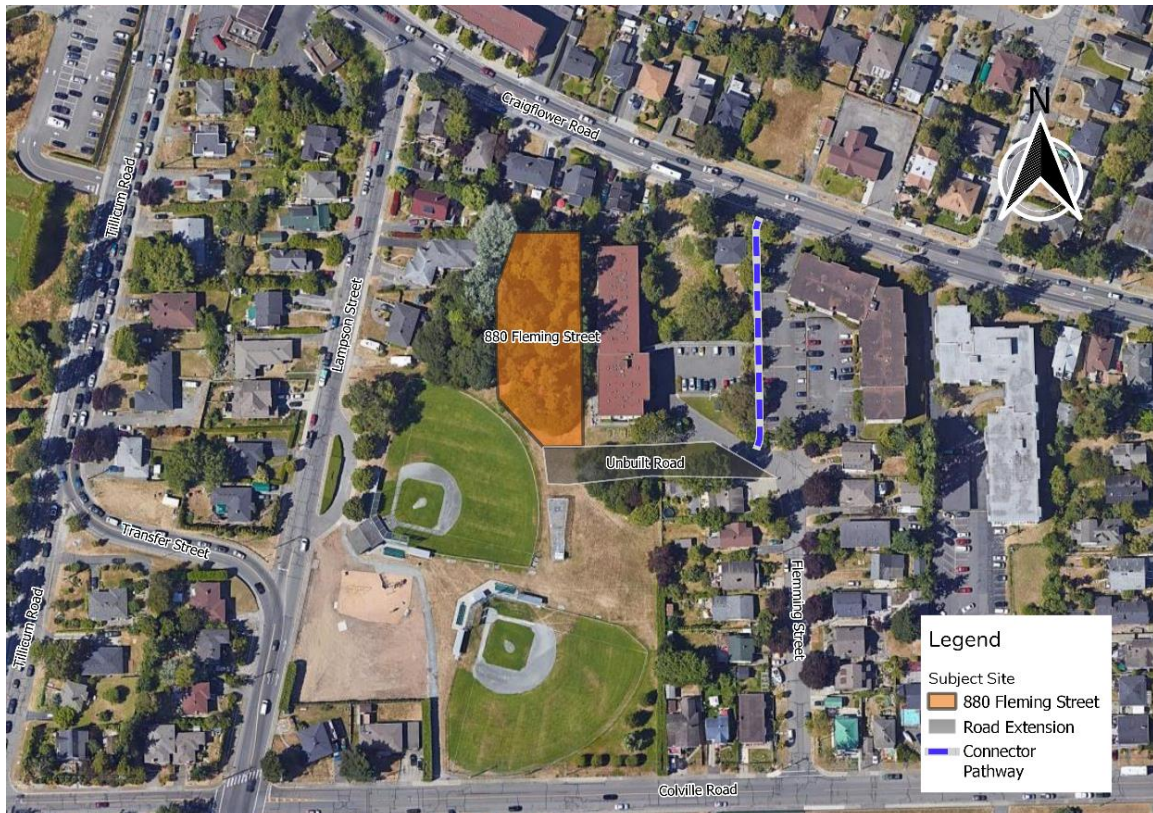 N
Craigflower Road
Tillicum Road
Lampson Street
880 Fleming Street
Unbuilt Road
Transfer Street
Flemming Street
Tillicum Road
Colville Road
Legend
Subject Site
880 Fleming Street
Road Extension
Connector
Pathway